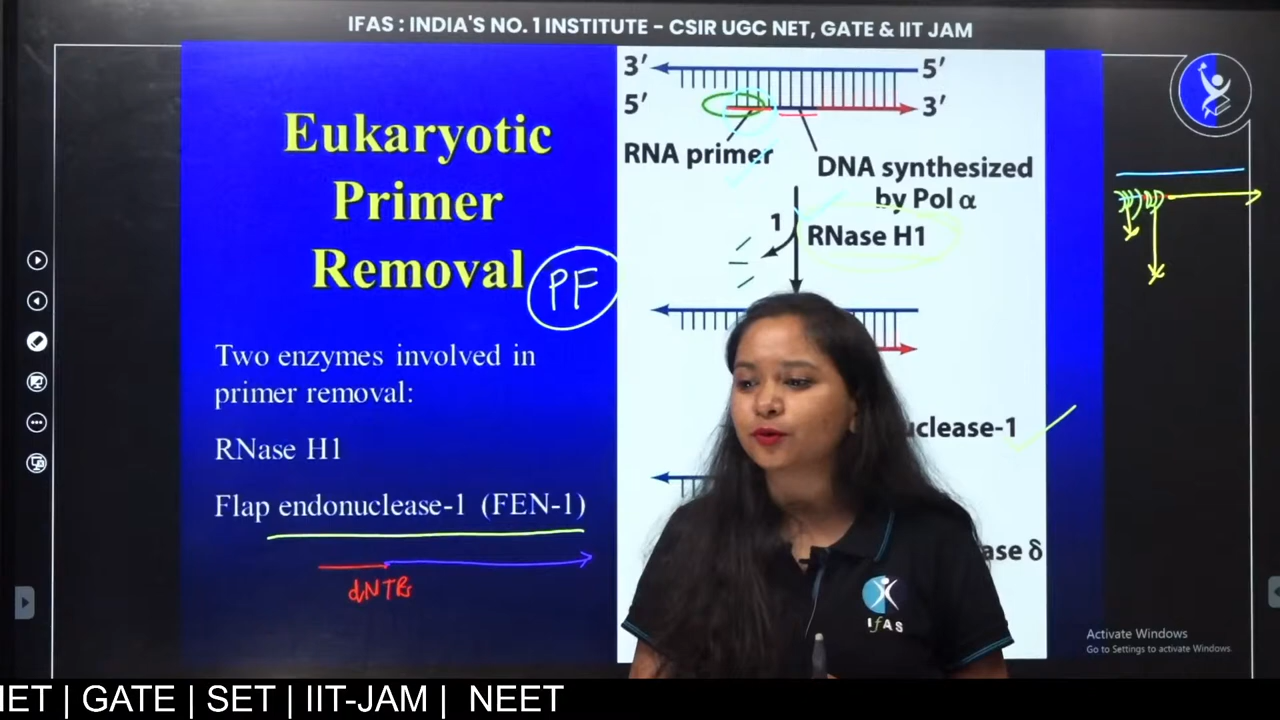 IFAS : INDIA'S NO. 1 INSTITUTE – CSIR UGC NET, GATE & IIT JAM
Eukaryotic
Primer
Removal
PF
Two enzymes involved in
primer removal:
RNase H1
Flap endonuclease-1 (FEN-1)
3′ 5′
5′ 3′
RNA primer
DNA synthesized
by Pol α
1
RNase H1
uclease-1
ase δ
IFAS
Activate Windows
Go to Settings to activate Windows
NET | GATE | SET | IIT-JAM | NEET